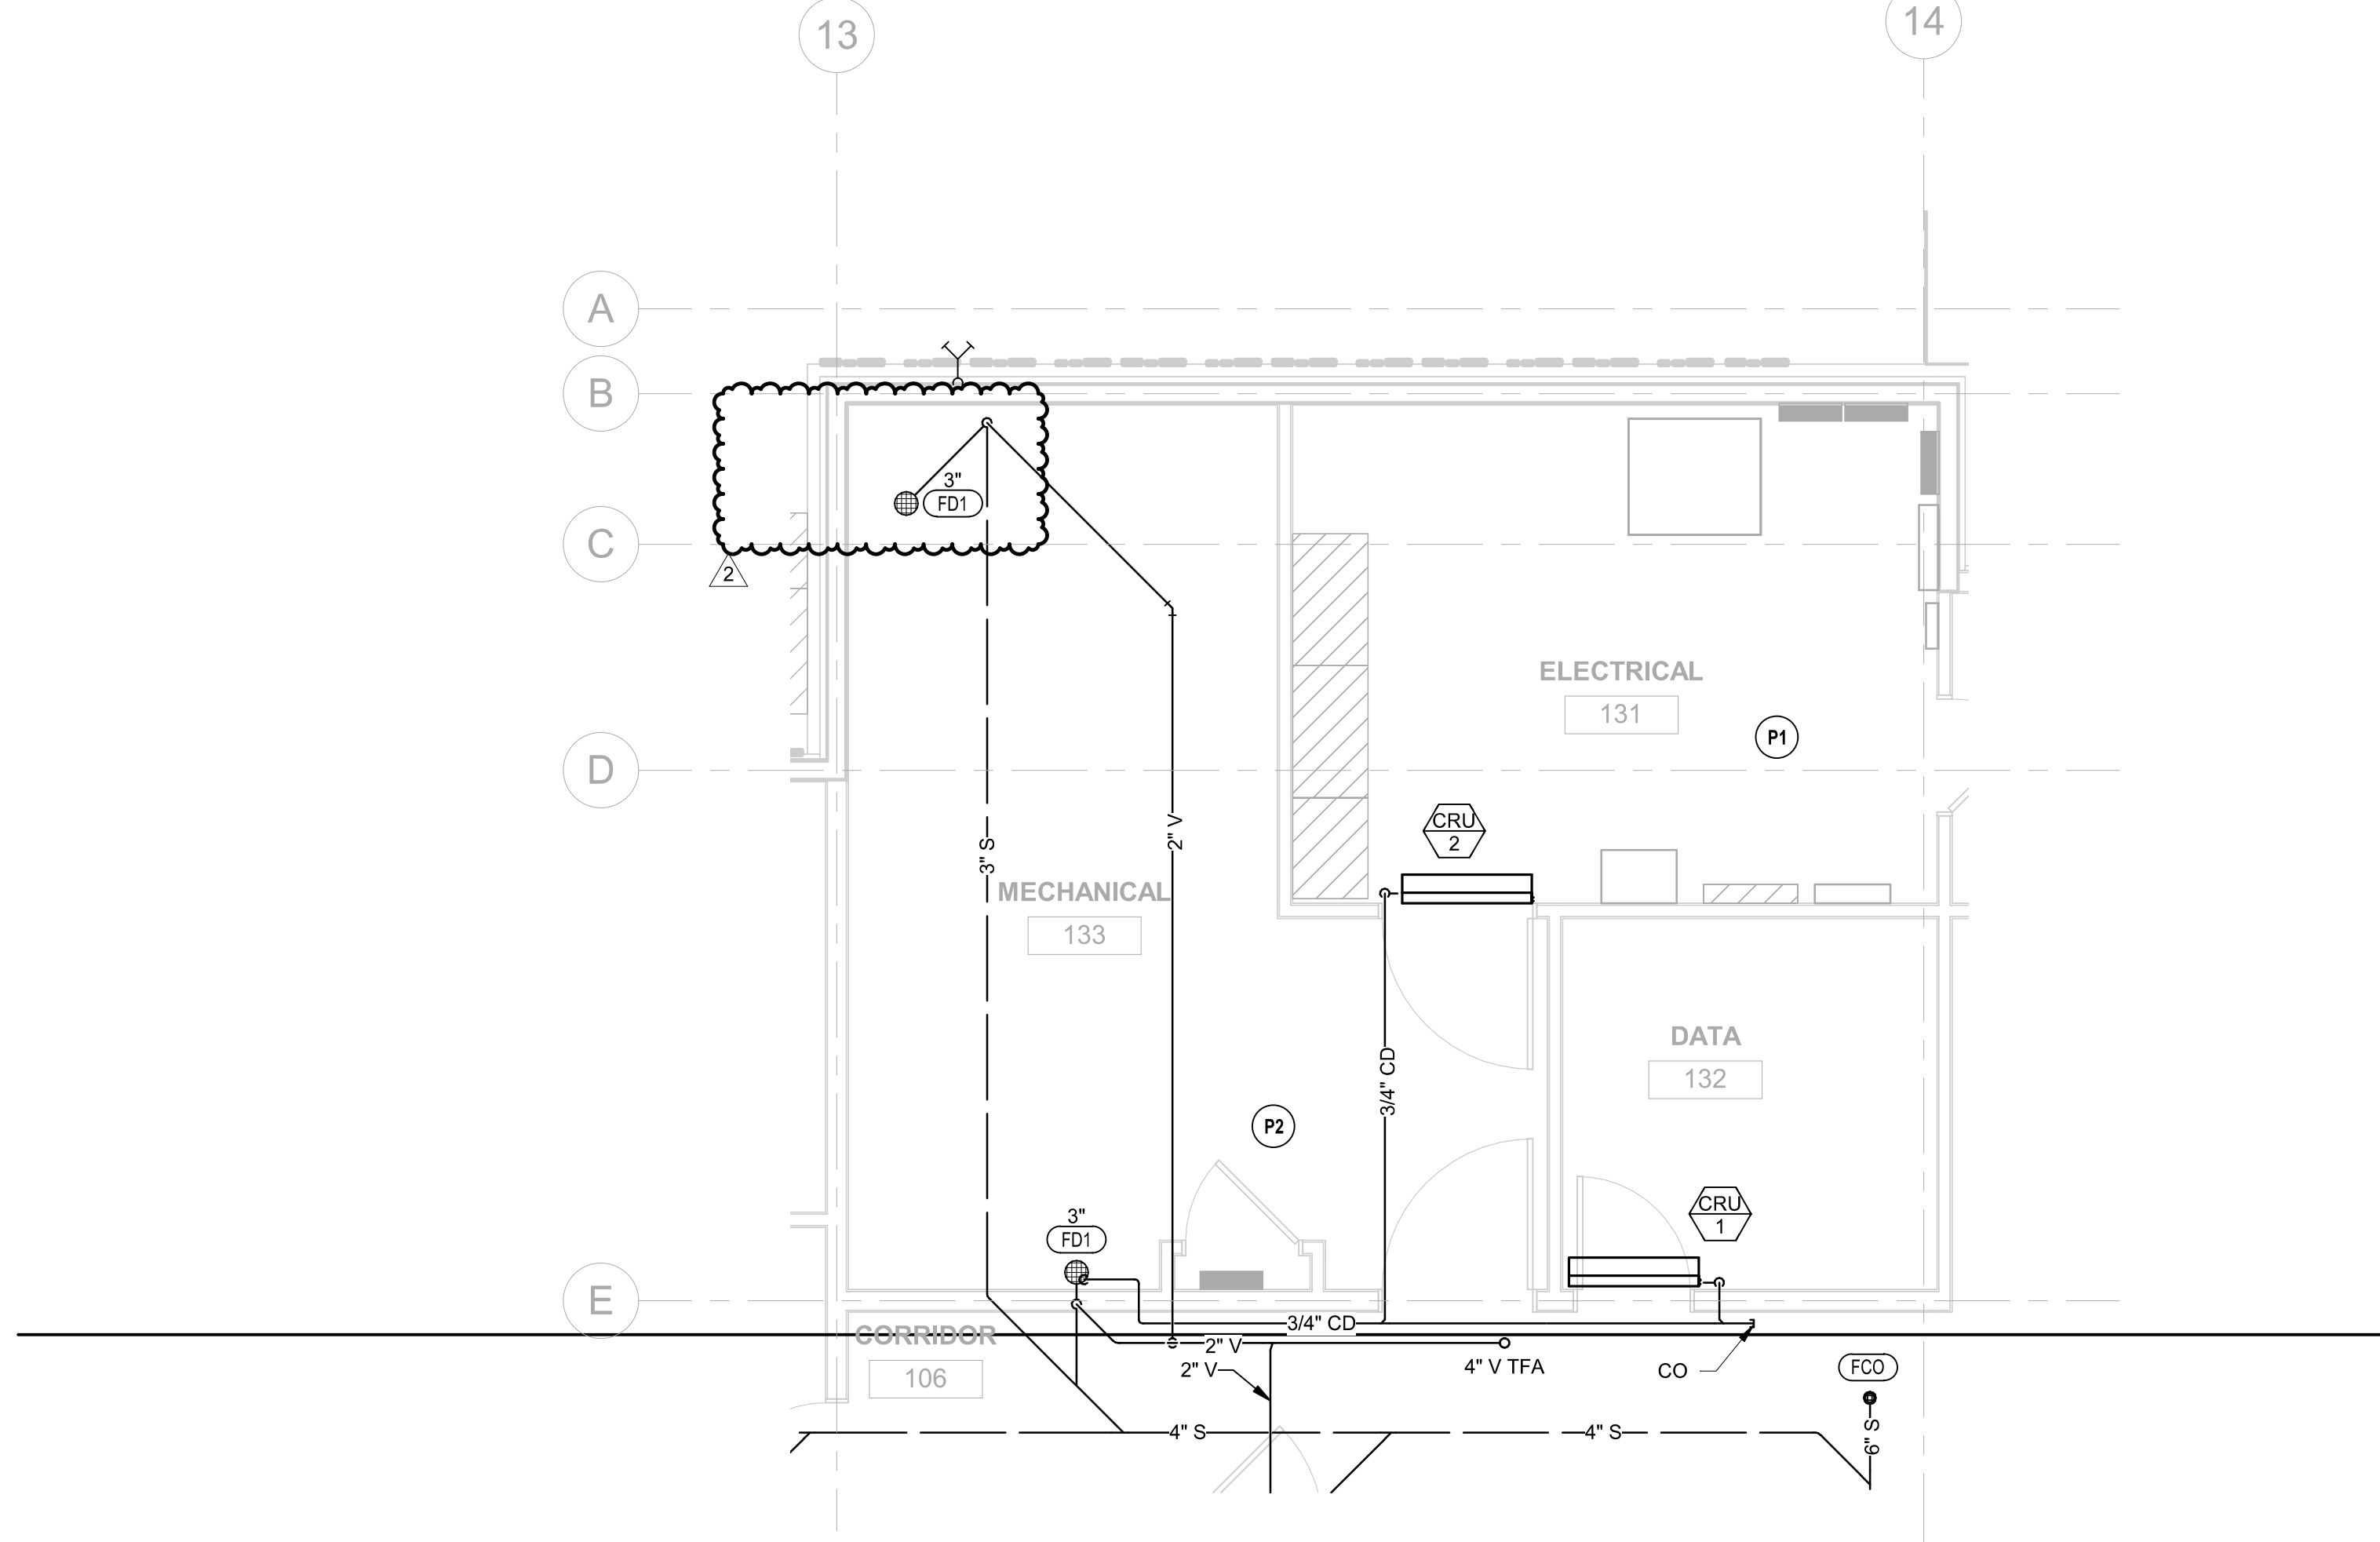 13
14
A
B
3"
FD1
C
2
ELECTRICAL
131
P1
D
CRU
2
2" V
3" S
MECHANICAL
133
DATA
132
3/4" CD
P2
CRU
1
3"
FD1
E
3/4" CD
CORRIDOR
106
2" V
2" V
4" V TFA
CO
FCO
4" S
4" S
6" S